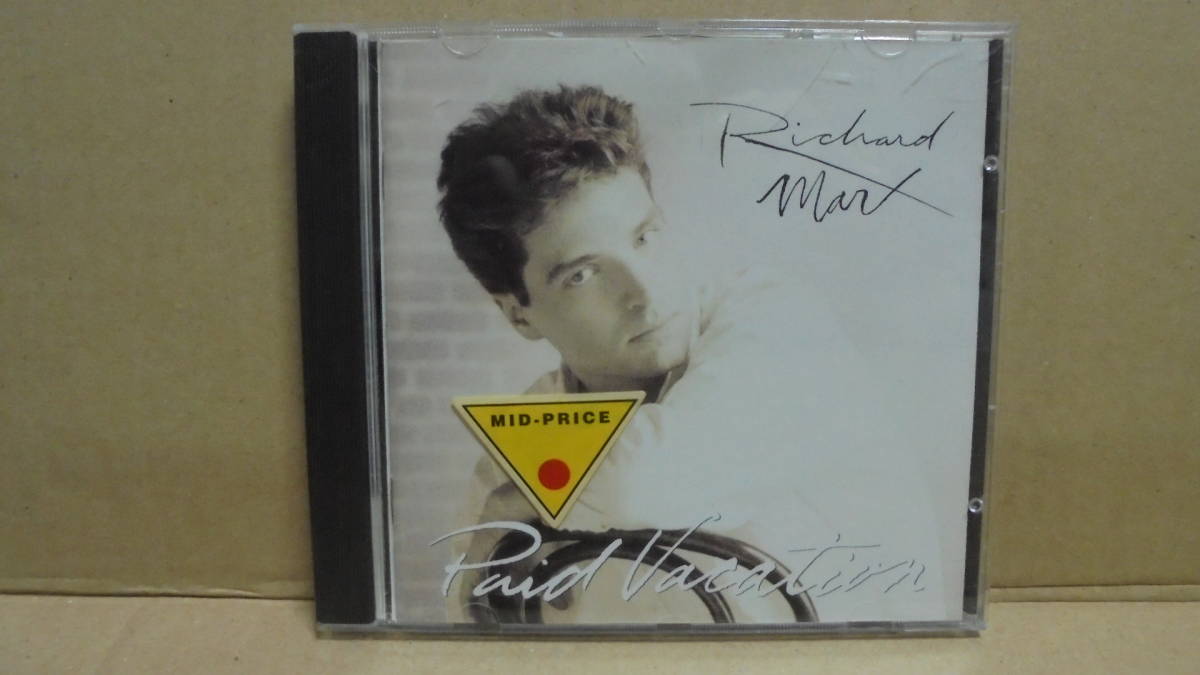 Richard
Marx
MID-PRICE
Paid Vacation